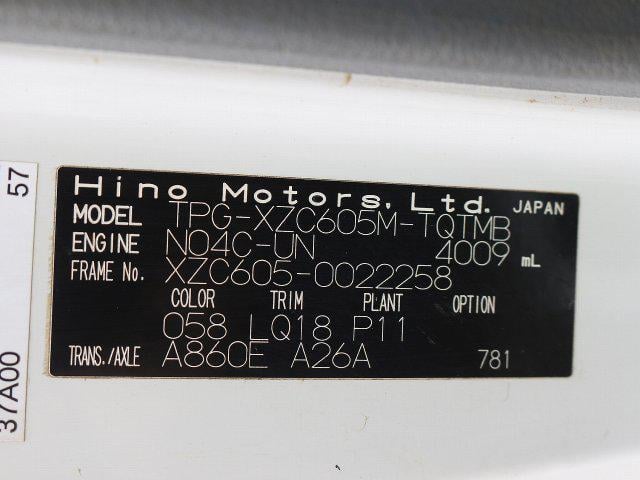 Hino Motors, Ltd. JAPAN
MODEL TPG-XZC605M-TQTMB
ENGINE N04C-UN 4009 mL
FRAME No. XZC605-0022258
COLOR TRIM PLANT OPTION
058 LQ18 P11
TRANS./AXLE A860E A26A 781
57
37A00